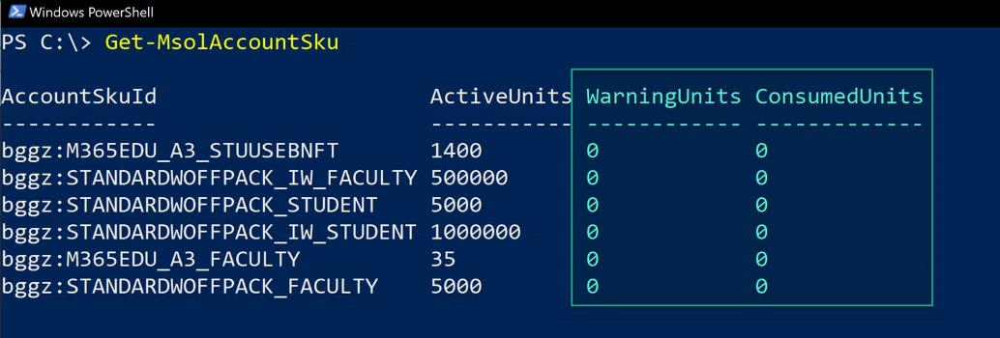 Windows PowerShell
PS C:\> Get-MsolAccountSku
AccountSkuId ActiveUnits WarningUnits ConsumedUnits
------------ ----------- ------------ -------------
bggz:M365EDU_A3_STUUSEBNFT 1400 0 0
bggz:STANDARDWOFFPACK_IW_FACULTY 500000 0 0
bggz:STANDARDWOFFPACK_STUDENT 5000 0 0
bggz:STANDARDWOFFPACK_IW_STUDENT 1000000 0 0
bggz:M365EDU_A3_FACULTY 35 0 0
bggz:STANDARDWOFFPACK_FACULTY 5000 0 0